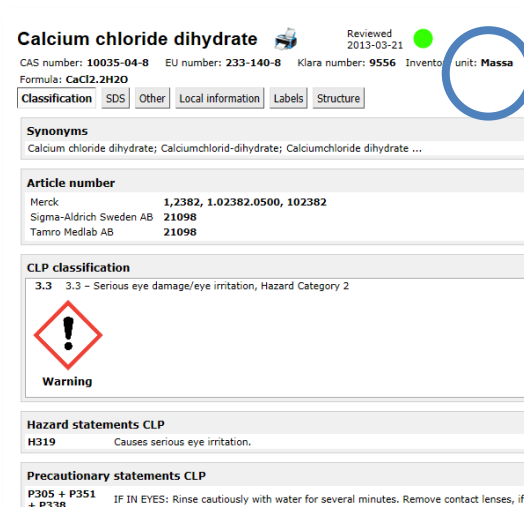 Calcium chloride dihydrate
Reviewed
2013-03-21
CAS number: 10035-04-8 EU number: 233-140-8 Klara number: 9556 Inventory unit: Massa
Formula: CaCl2.2H2O
Classification SDS Other Local information Labels Structure
Synonyms
Calcium chloride dihydrate; Calciumchlorid-dihydrate; Calciumchloride dihydrate ...
Article number
Merck 1,2382, 1.02382.0500, 102382
Sigma-Aldrich Sweden AB 21098
Tamro Medlab AB 21098
CLP classification
3.3 3.3 – Serious eye damage/eye irritation, Hazard Category 2
Warning
Hazard statements CLP
H319 Causes serious eye irritation.
Precautionary statements CLP
P305 + P351 IF IN EYES: Rinse cautiously with water for several minutes. Remove contact lenses, if
+ P338